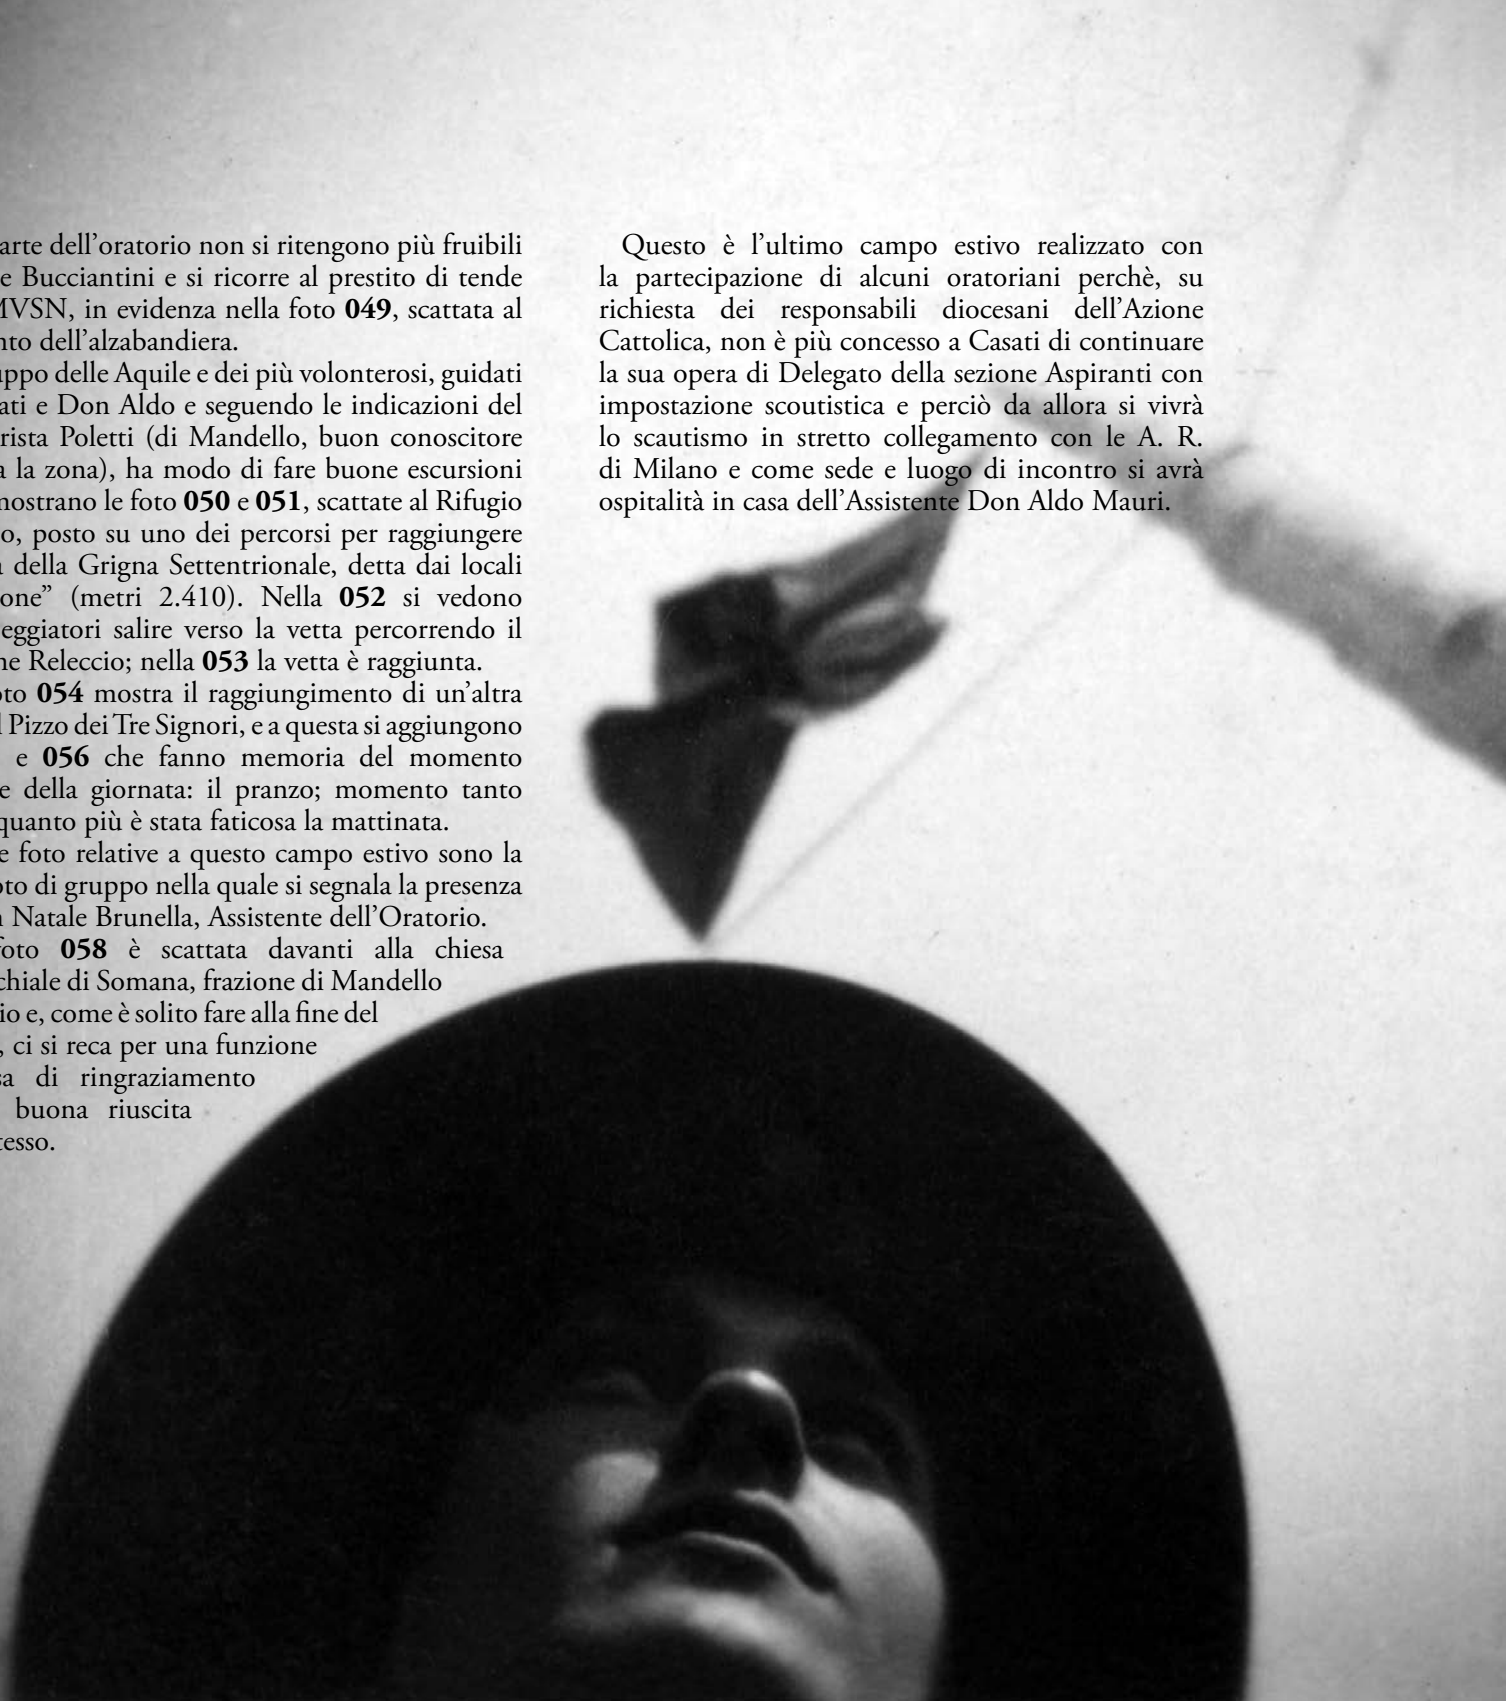 arte dell'oratorio non si ritengono più fruibili
e Bucciantini e si ricorre al prestito di tende
MVSN, in evidenza nella foto 049, scattata al
nto dell'alzabandiera.
uppo delle Aquile e dei più volonterosi, guidati
ati e Don Aldo e seguendo le indicazioni del
rista Poletti (di Mandello, buon conoscitore
a la zona), ha modo di fare buone escursioni
mostrano le foto 050 e 051, scattate al Rifugio
o, posto su uno dei percorsi per raggiungere
a della Grigna Settentrionale, detta dai locali
one” (metri 2.410). Nella 052 si vedono
eggiatori salire verso la vetta percorrendo il
ne Releccio; nella 053 la vetta è raggiunta.
oto 054 mostra il raggiungimento di un'altra
l Pizzo dei Tre Signori, e a questa si aggiungono
e 056 che fanno memoria del momento
e della giornata: il pranzo; momento tanto
quanto più è stata faticosa la mattinata.
e foto relative a questo campo estivo sono la
oto di gruppo nella quale si segnala la presenza
n Natale Brunella, Assistente dell'Oratorio.
foto 058 è scattata davanti alla chiesa
chiale di Somana, frazione di Mandello
io e, come è solito fare alla fine del
, ci si reca per una funzione
sa di ringraziamento
buona riuscita
tesso.
Questo è l'ultimo campo estivo realizzato con
la partecipazione di alcuni oratoriani perchè, su
richiesta dei responsabili diocesani dell'Azione
Cattolica, non è più concesso a Casati di continuare
la sua opera di Delegato della sezione Aspiranti con
impostazione scoutistica e perciò da allora si vivrà
lo scautismo in stretto collegamento con le A. R.
di Milano e come sede e luogo di incontro si avrà
ospitalità in casa dell'Assistente Don Aldo Mauri.